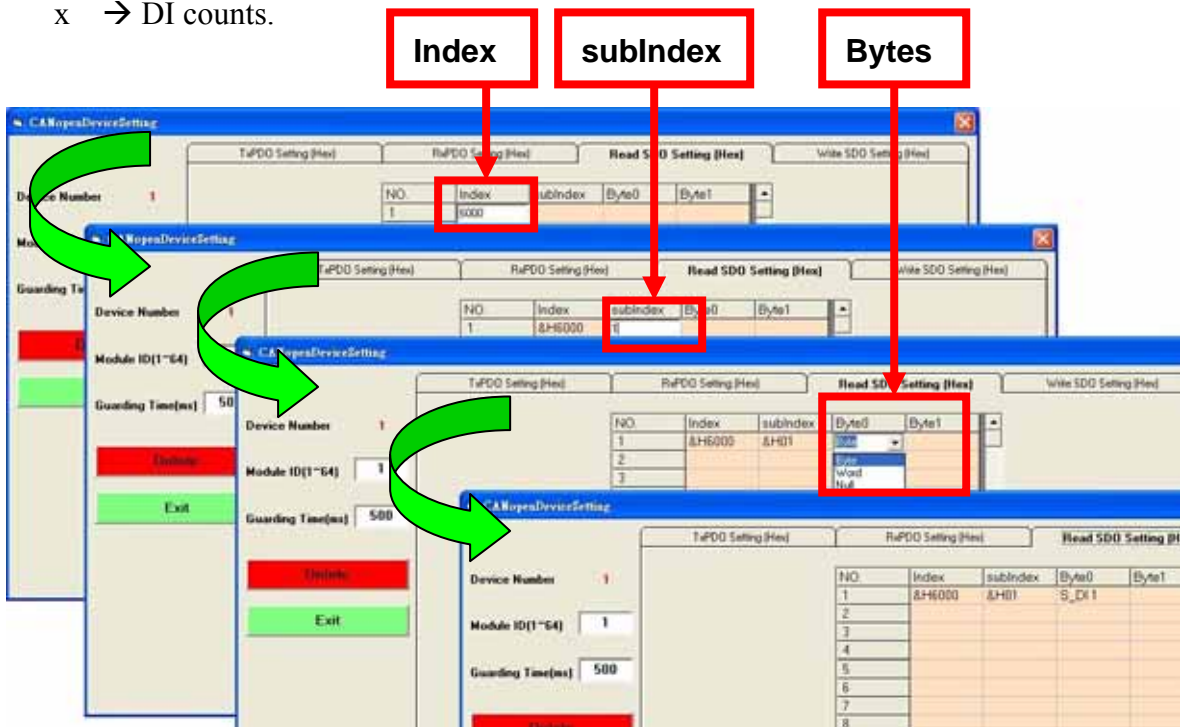 x → DI counts.
Index subIndex Bytes
CANopenDeviceSetting
TxPDO Setting (Hex) RxPDO Setting (Hex) Read SDO Setting (Hex) Write SDO Setting (Hex)
Device Number 1
NO. Index subIndex Byte0 Byte1
1 6000
CANopenDeviceSetting
TxPDO Setting (Hex) RxPDO Setting (Hex) Read SDO Setting (Hex) Write SDO Setting (Hex)
Guarding
Device Number 1
NO. Index subIndex Byte0 Byte1
1 &H6000 1
Module ID(1~64)
Guarding Time(ms) 50
Delete
Exit
CANopenDeviceSetting
TxPDO Setting (Hex) RxPDO Setting (Hex) Read SDO Setting (Hex) Write SDO Setting (Hex)
Device Number 1
NO. Index subIndex Byte0 Byte1
1 &H6000 &H01 Byte
2 Byte
Word
3 Null
Module ID(1~64) 1
Guarding Time(ms) 500
Delete
Exit
CANopenDeviceSetting
TxPDO Setting (Hex) RxPDO Setting (Hex) Read SDO Setting (H
Device Number 1
NO. Index subIndex Byte0 Byte1
1 &H6000 &H01 S_DI1
2
3
Module ID(1~64) 1
4
5
Guarding Time(ms) 500
6
7
8
Delete